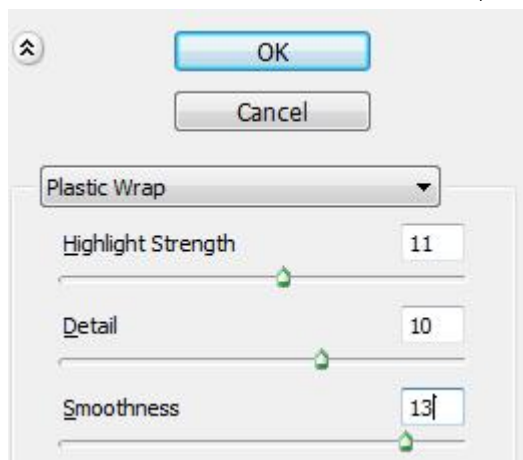 OK
Cancel
Plastic Wrap
Highlight Strength 11
Detail 10
Smoothness 13